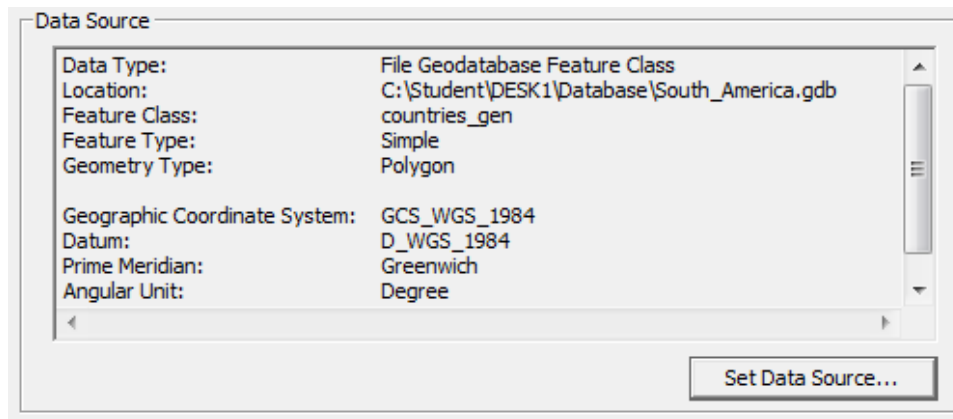 Data Source
Data Type: File Geodatabase Feature Class
Location: C:\Student\DESK1\Database\South_America.gdb
Feature Class: countries_gen
Feature Type: Simple
Geometry Type: Polygon
Geographic Coordinate System: GCS_WGS_1984
Datum: D_WGS_1984
Prime Meridian: Greenwich
Angular Unit: Degree
Set Data Source...